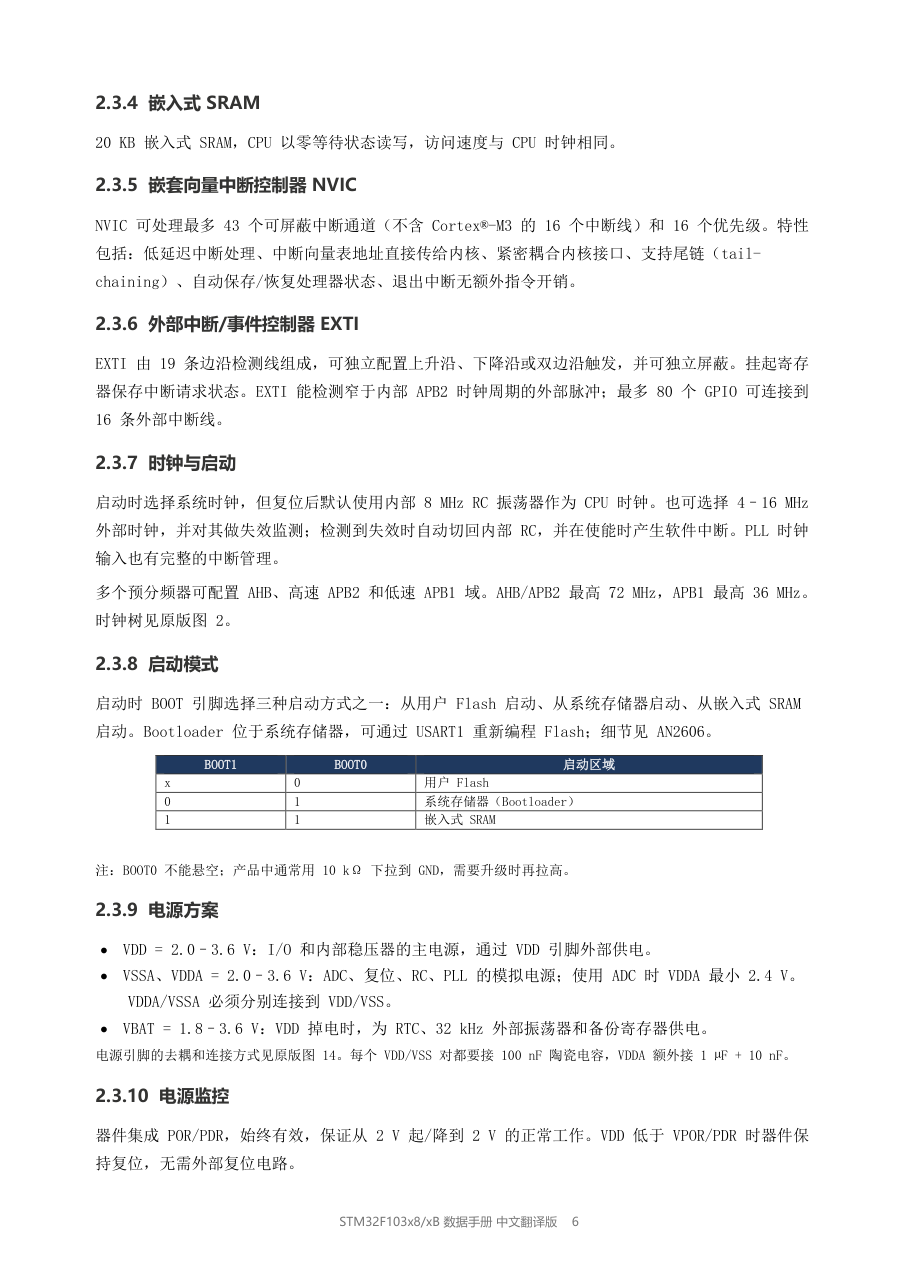 2.3.4 嵌入式 SRAM
20 KB 嵌入式 SRAM，CPU 以零等待状态读写，访问速度与 CPU 时钟相同。
2.3.5 嵌套向量中断控制器 NVIC
NVIC 可处理最多 43 个可屏蔽中断通道（不含 Cortex®-M3 的 16 个中断线）和 16 个优先级。特性
包括：低延迟中断处理、中断向量表地址直接传给内核、紧密耦合内核接口、支持尾链（tail-
chaining）、自动保存/恢复处理器状态、退出中断无额外指令开销。
2.3.6 外部中断/事件控制器 EXTI
EXTI 由 19 条边沿检测线组成，可独立配置上升沿、下降沿或双边沿触发，并可独立屏蔽。挂起寄存
器保存中断请求状态。EXTI 能检测窄于内部 APB2 时钟周期的外部脉冲；最多 80 个 GPIO 可连接到
16 条外部中断线。
2.3.7 时钟与启动
启动时选择系统时钟，但复位后默认使用内部 8 MHz RC 振荡器作为 CPU 时钟。也可选择 4–16 MHz
外部时钟，并对其做失效监测；检测到失效时自动切回内部 RC，并在使能时产生软件中断。PLL 时钟
输入也有完整的中断管理。
多个预分频器可配置 AHB、高速 APB2 和低速 APB1 域。AHB/APB2 最高 72 MHz，APB1 最高 36 MHz。
时钟树见原版图 2。
2.3.8 启动模式
启动时 BOOT 引脚选择三种启动方式之一：从用户 Flash 启动、从系统存储器启动、从嵌入式 SRAM
启动。Bootloader 位于系统存储器，可通过 USART1 重新编程 Flash；细节见 AN2606。
BOOT1 BOOT0 启动区域
x 0 用户 Flash
0 1 系统存储器（Bootloader）
1 1 嵌入式 SRAM
注：BOOT0 不能悬空；产品中通常用 10 kΩ 下拉到 GND，需要升级时再拉高。
2.3.9 电源方案
• VDD = 2.0–3.6 V：I/O 和内部稳压器的主电源，通过 VDD 引脚外部供电。
• VSSA、VDDA = 2.0–3.6 V：ADC、复位、RC、PLL 的模拟电源；使用 ADC 时 VDDA 最小 2.4 V。
VDDA/VSSA 必须分别连接到 VDD/VSS。
• VBAT = 1.8–3.6 V：VDD 掉电时，为 RTC、32 kHz 外部振荡器和备份寄存器供电。
电源引脚的去耦和连接方式见原版图 14。每个 VDD/VSS 对都要接 100 nF 陶瓷电容，VDDA 额外接 1 µF + 10 nF。
2.3.10 电源监控
器件集成 POR/PDR，始终有效，保证从 2 V 起/降到 2 V 的正常工作。VDD 低于 VPOR/PDR 时器件保
持复位，无需外部复位电路。
STM32F103x8/xB 数据手册 中文翻译版 6